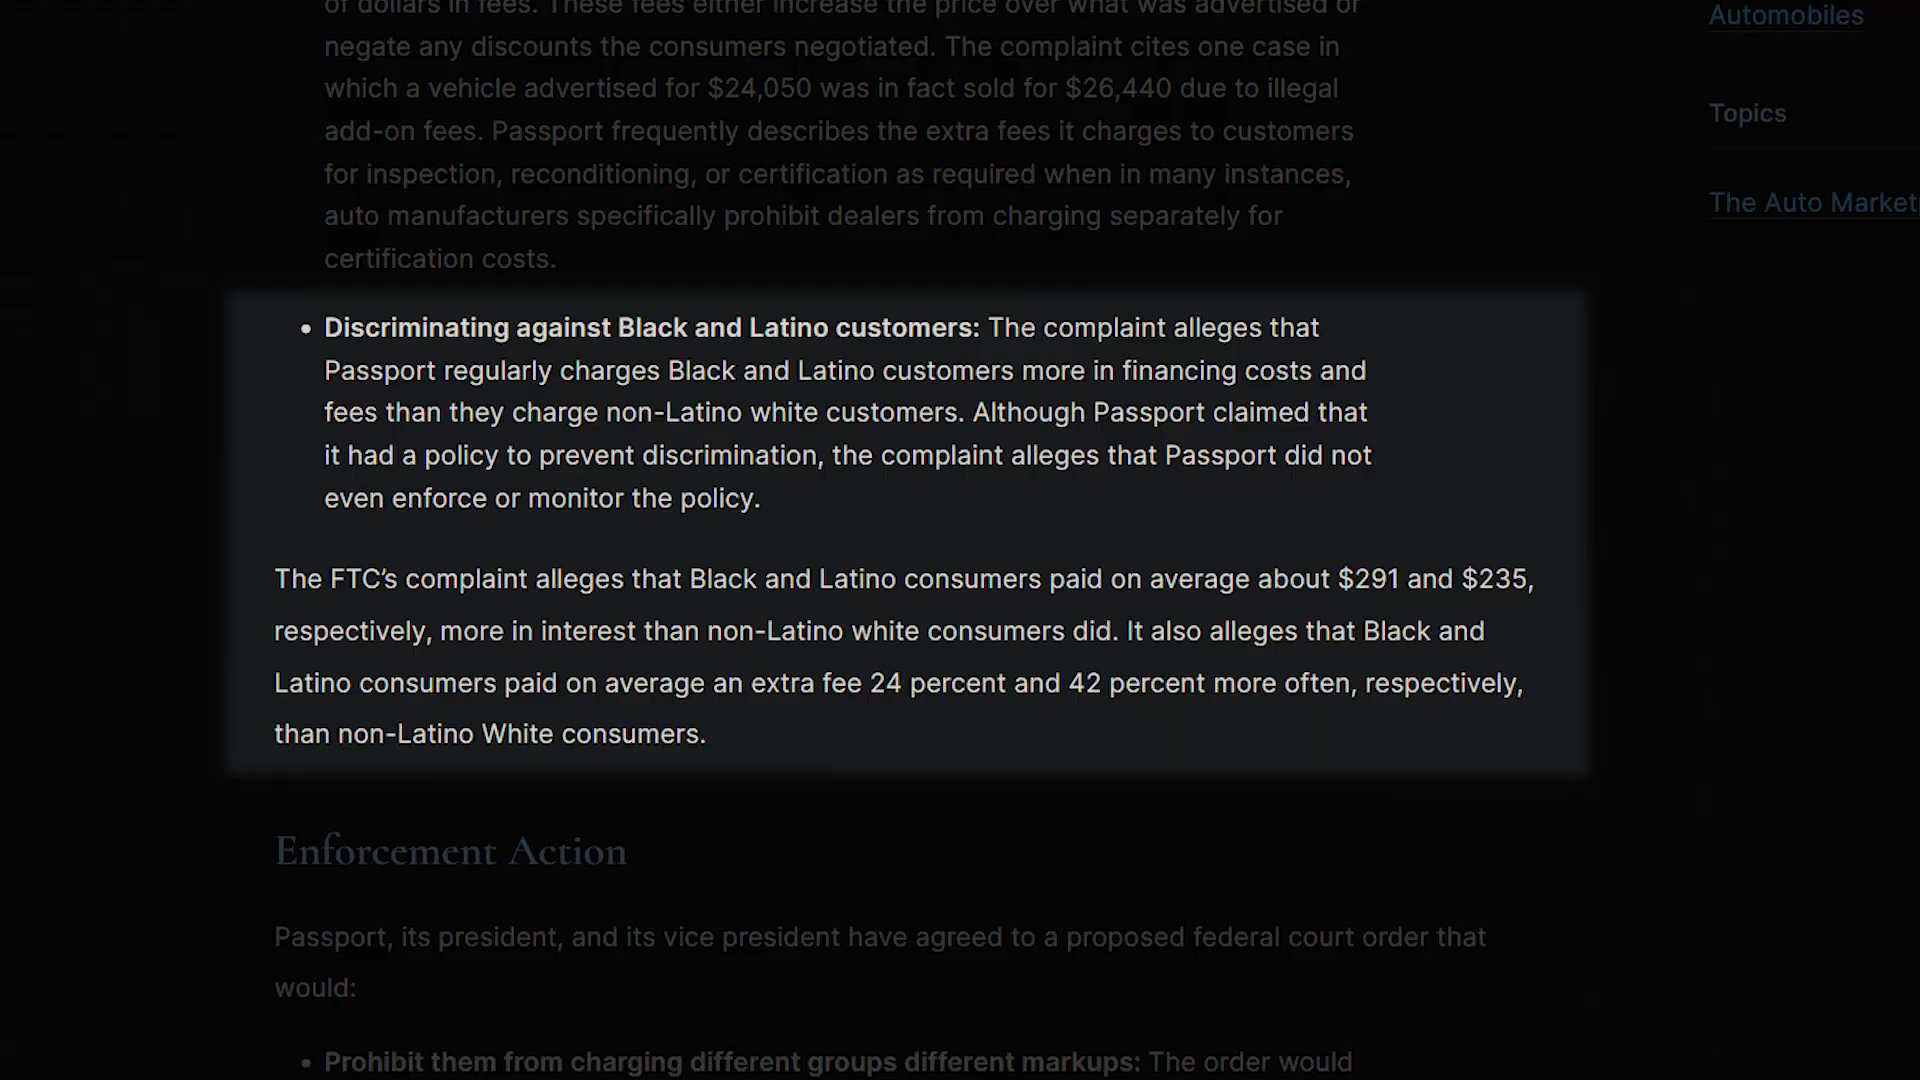 of dollars in fees. These fees either increase the price over what was advertised or
negate any discounts the consumers negotiated. The complaint cites one case in
which a vehicle advertised for $24,050 was in fact sold for $26,440 due to illegal
add-on fees. Passport frequently describes the extra fees it charges to customers
for inspection, reconditioning, or certification as required when in many instances,
auto manufacturers specifically prohibit dealers from charging separately for
certification costs.
• Discriminating against Black and Latino customers: The complaint alleges that
Passport regularly charges Black and Latino customers more in financing costs and
fees than they charge non-Latino white customers. Although Passport claimed that
it had a policy to prevent discrimination, the complaint alleges that Passport did not
even enforce or monitor the policy.
The FTC’s complaint alleges that Black and Latino consumers paid on average about $291 and $235,
respectively, more in interest than non-Latino white consumers did. It also alleges that Black and
Latino consumers paid on average an extra fee 24 percent and 42 percent more often, respectively,
than non-Latino White consumers.
Enforcement Action
Passport, its president, and its vice president have agreed to a proposed federal court order that
would:
• Prohibit them from charging different groups different markups: The order would
Automobiles
Topics
The Auto Market